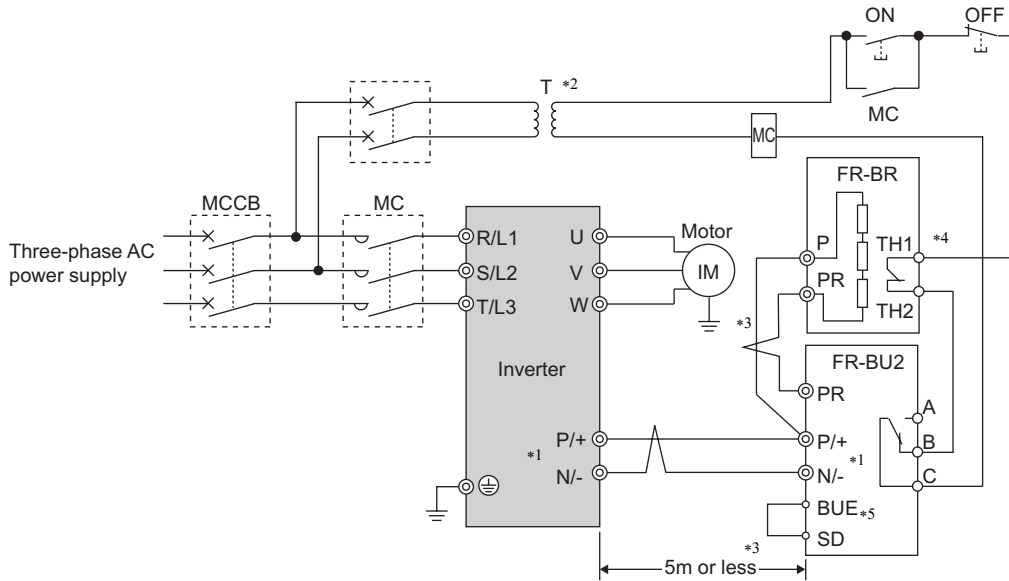 ON
OFF
T *2
MC
MC
FR-BR
MCCB
MC
Three-phase AC
power supply
R/L1
S/L2
T/L3
U
V
W
Motor
IM
P
PR
TH1
TH2
*4
*3
Inverter
FR-BU2
PR
A
B
C
P/+
N/-
*1
P/+
N/-
*1
BUE
*5
SD
*3
5m or less